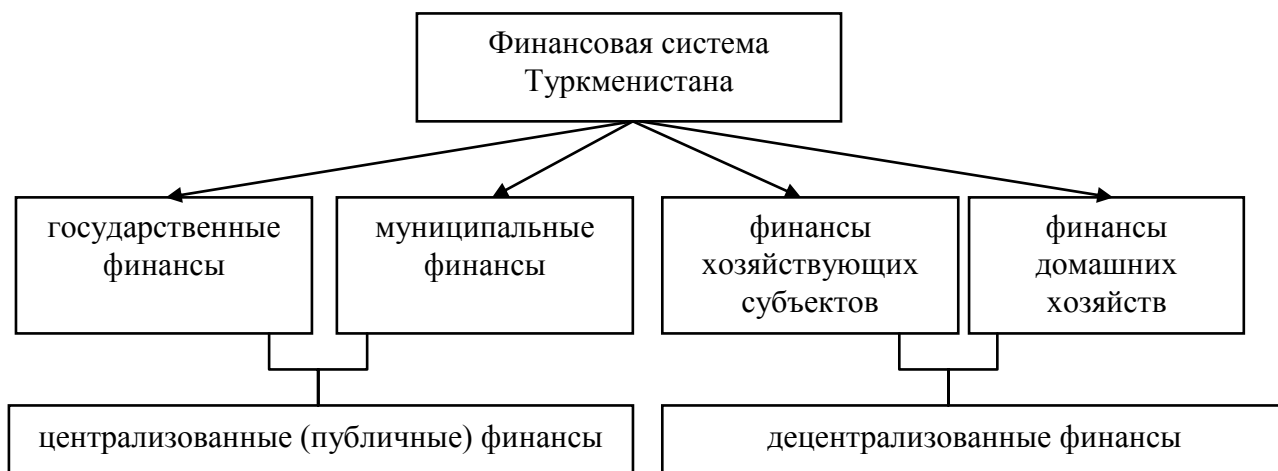 Финансовая система
Туркменистана
государственные
финансы
муниципальные
финансы
финансы
хозяйствующих
субъектов
финансы
домашних
хозяйств
централизованные (публичные) финансы
децентрализованные финансы